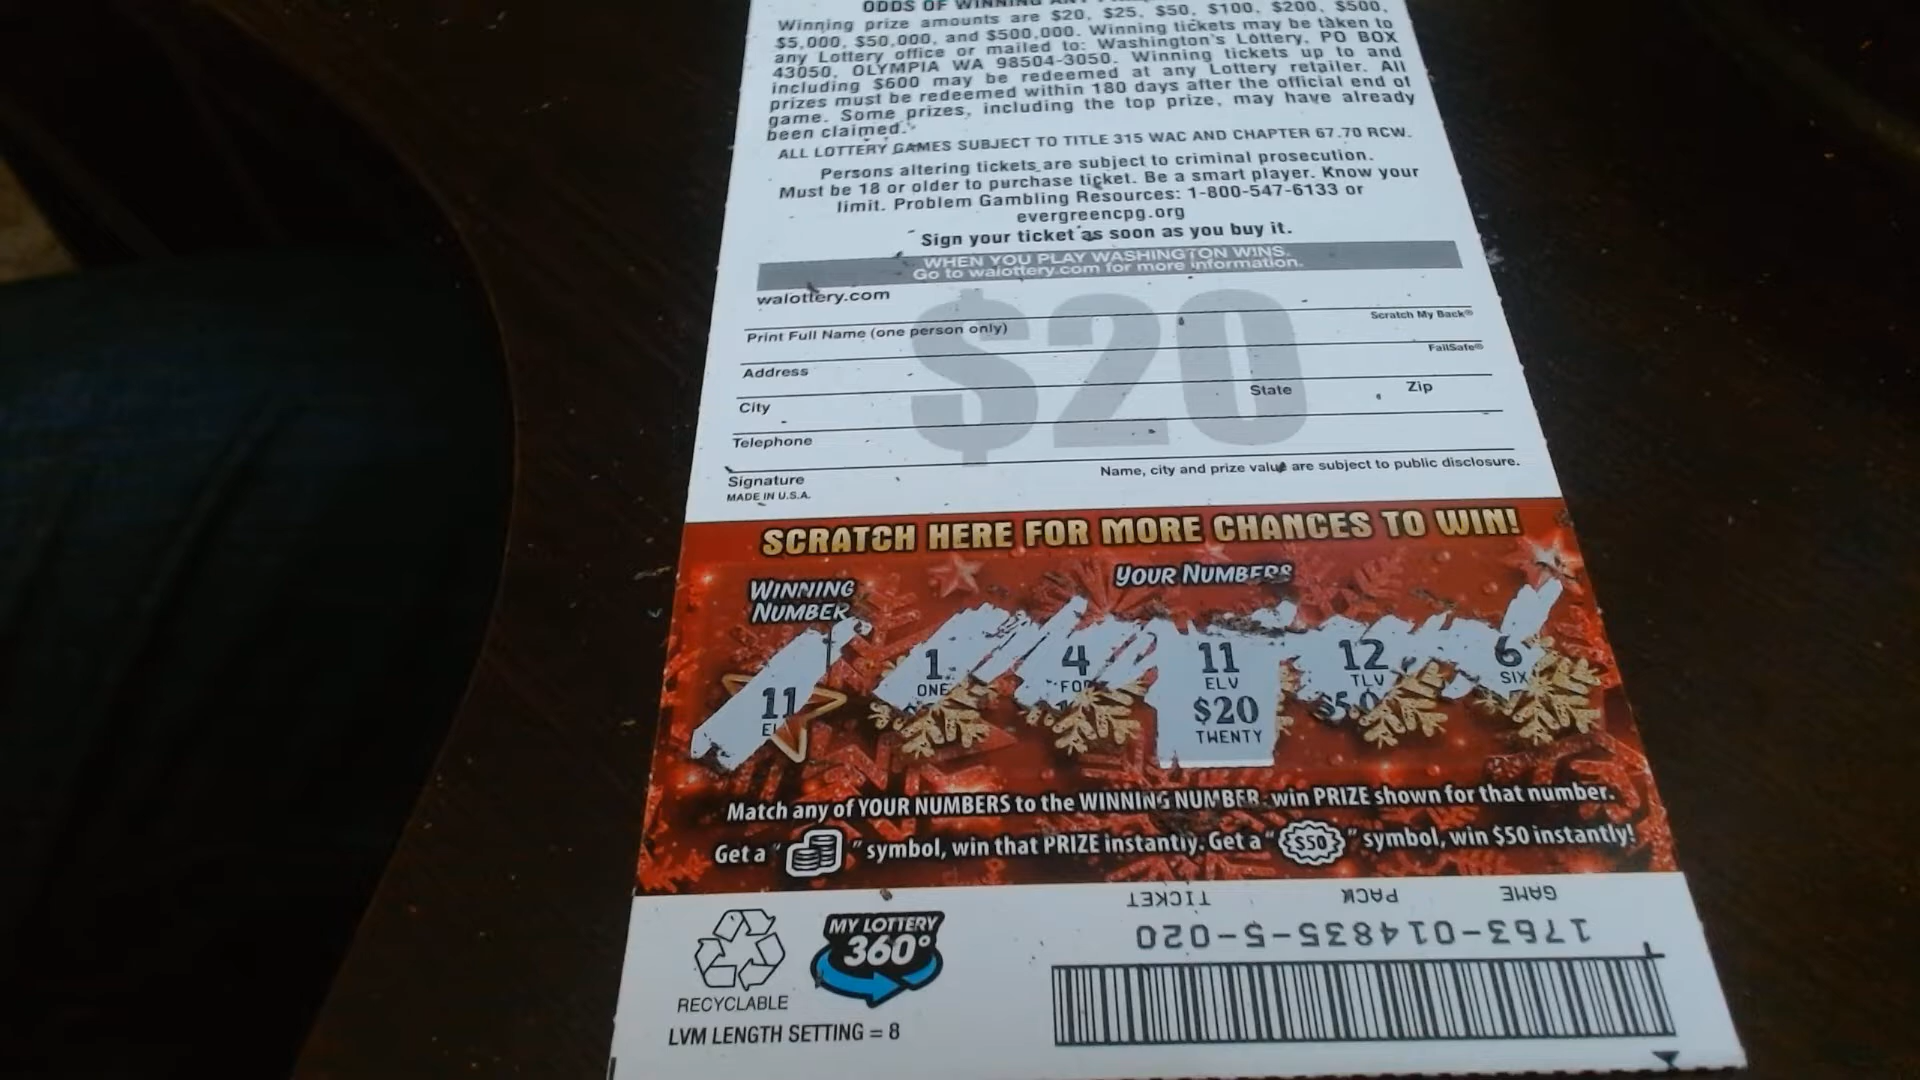 ODDS OF WINNING
Winning prize amounts are $20, $25, $50, $100, $200, $500,
$5,000, $50,000, and $500,000. Winning tickets may be taken to
any Lottery office or mailed to: Washington's Lottery, PO BOX
43050, OLYMPIA WA 98504-3050. Winning tickets up to and
including $600 may be redeemed at any Lottery retailer. All
prizes must be redeemed within 180 days after the official end of
game. Some prizes, including the top prize, may have already
been claimed.
ALL LOTTERY GAMES SUBJECT TO TITLE 315 WAC AND CHAPTER 67.70 RCW.
Persons altering tickets are subject to criminal prosecution.
Must be 18 or older to purchase ticket. Be a smart player. Know your
limit. Problem Gambling Resources: 1-800-547-6133 or
evergreencpg.org
Sign your ticket as soon as you buy it.
WHEN YOU PLAY WASHINGTON WINS.
Go to walottery.com for more information.
walottery.com
$20
Scratch My Back®
Print Full Name (one person only)
FailSafe®
Address
State Zip
City
Telephone
Name, city and prize value are subject to public disclosure.
Signature
MADE IN U.S.A.
SCRATCH HERE FOR MORE CHANCES TO WIN!
WINNING
NUMBER
YOUR NUMBERS
11
1 4 11 12 6
ONE ELV TLV SIX
$20
TWENTY
Match any of YOUR NUMBERS to the WINNING NUMBER, win PRIZE shown for that number.
Get a " " symbol, win that PRIZE instantly. Get a "$50" symbol, win $50 instantly!
GAME PACK TICKET
1763-014835-5-020
RECYCLABLE
MY LOTTERY
360°
LVM LENGTH SETTING = 8